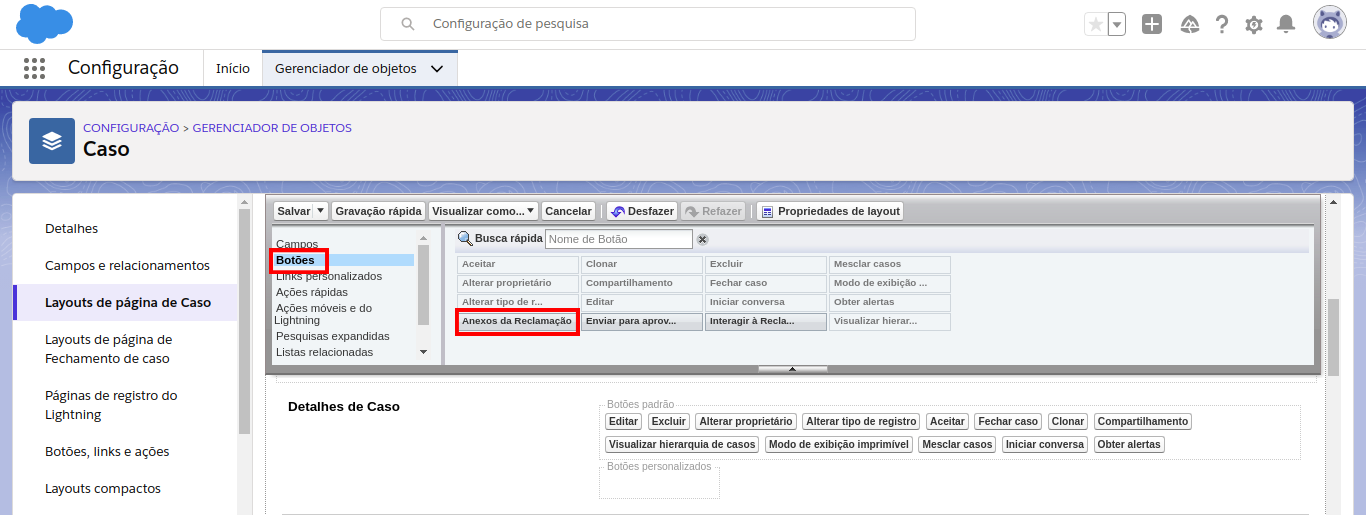 Configuração de pesquisa
Configuração Início Gerenciador de objetos
CONFIGURAÇÃO > GERENCIADOR DE OBJETOS
Caso
Detalhes
Campos e relacionamentos
Layouts de página de Caso
Layouts de página de
Fechamento de caso
Páginas de registro do
Lightning
Botões, links e ações
Layouts compactos
Salvar Gravação rápida Visualizar como... Cancelar Desfazer Refazer Propriedades de layout
Campos
Botões
Links personalizados
Ações rápidas
Ações móveis e do
Lightning
Pesquisas expandidas
Listas relacionadas
Busca rápida Nome de Botão
Aceitar Clonar Excluir Mesclar casos
Alterar proprietário Compartilhamento Fechar caso Modo de exibição ...
Alterar tipo de r... Editar Iniciar conversa Obter alertas
Anexos da Reclamação Enviar para aprov... Interagir à Recla... Visualizar hierar...
Detalhes de Caso
Botões padrão
Editar Excluir Alterar proprietário Alterar tipo de registro Aceitar Fechar caso Clonar Compartilhamento
Visualizar hierarquia de casos Modo de exibição imprimível Mesclar casos Iniciar conversa Obter alertas
Botões personalizados